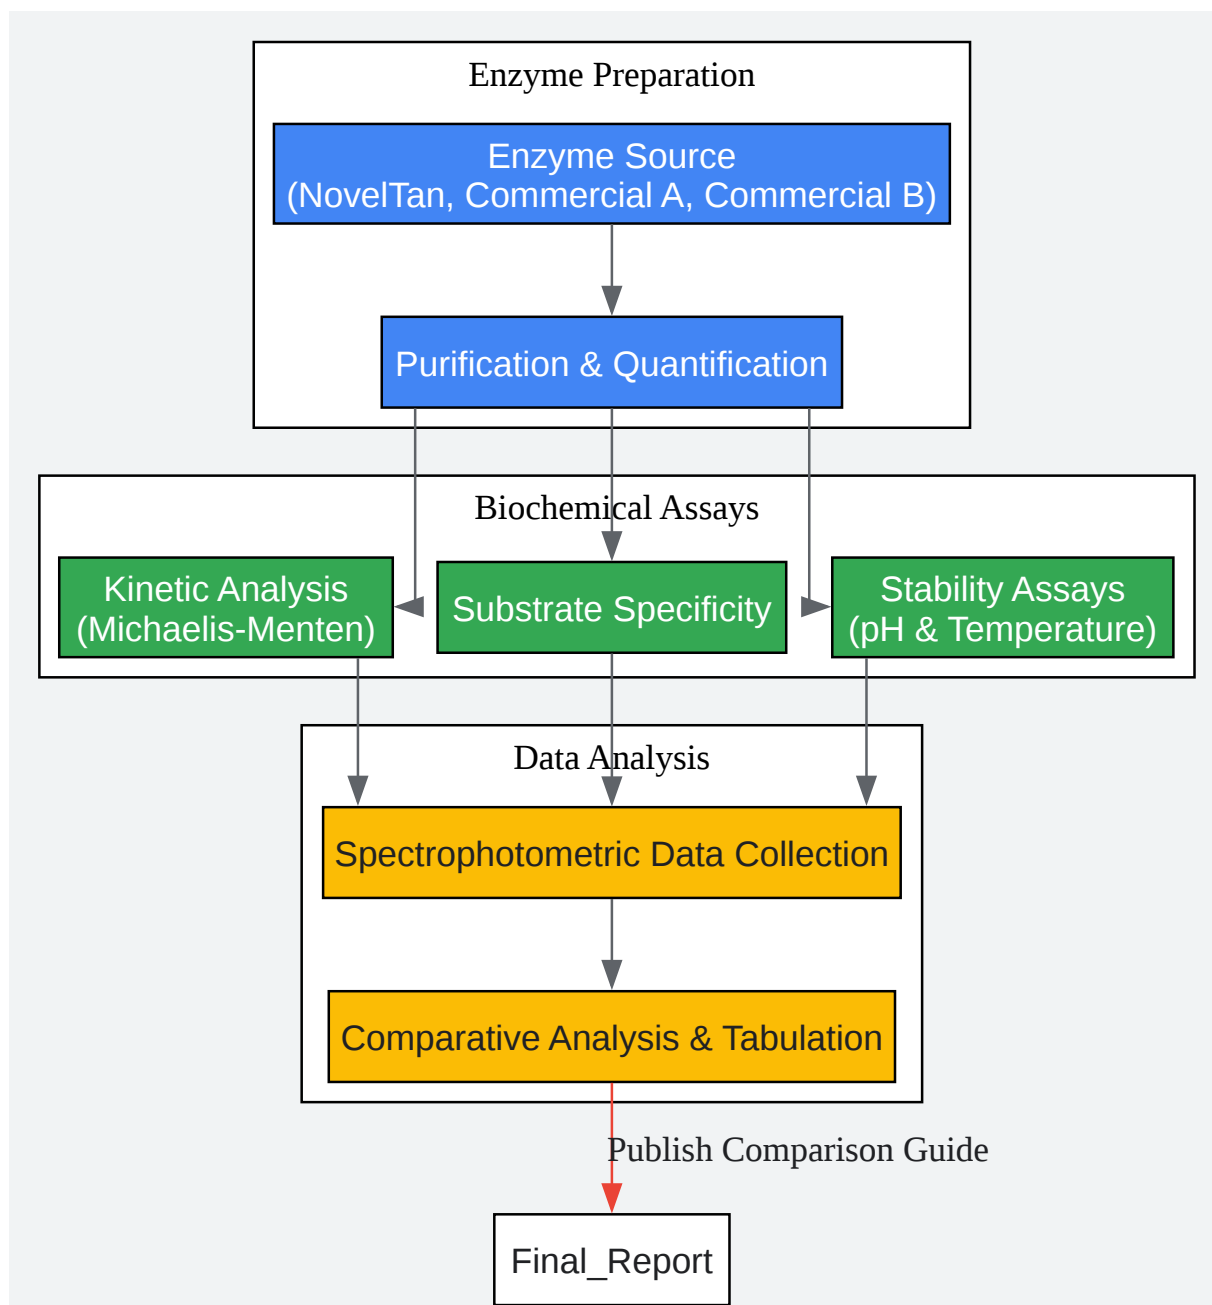 Enzyme Preparation
Enzyme Source
(NovelTan, Commercial A, Commercial B)
Purification & Quantification
Biochemical Assays
Kinetic Analysis
(Michaelis-Menten)
Substrate Specificity
Stability Assays
(pH & Temperature)
Data Analysis
Spectrophotometric Data Collection
Comparative Analysis & Tabulation
Publish Comparison Guide
Final_Report